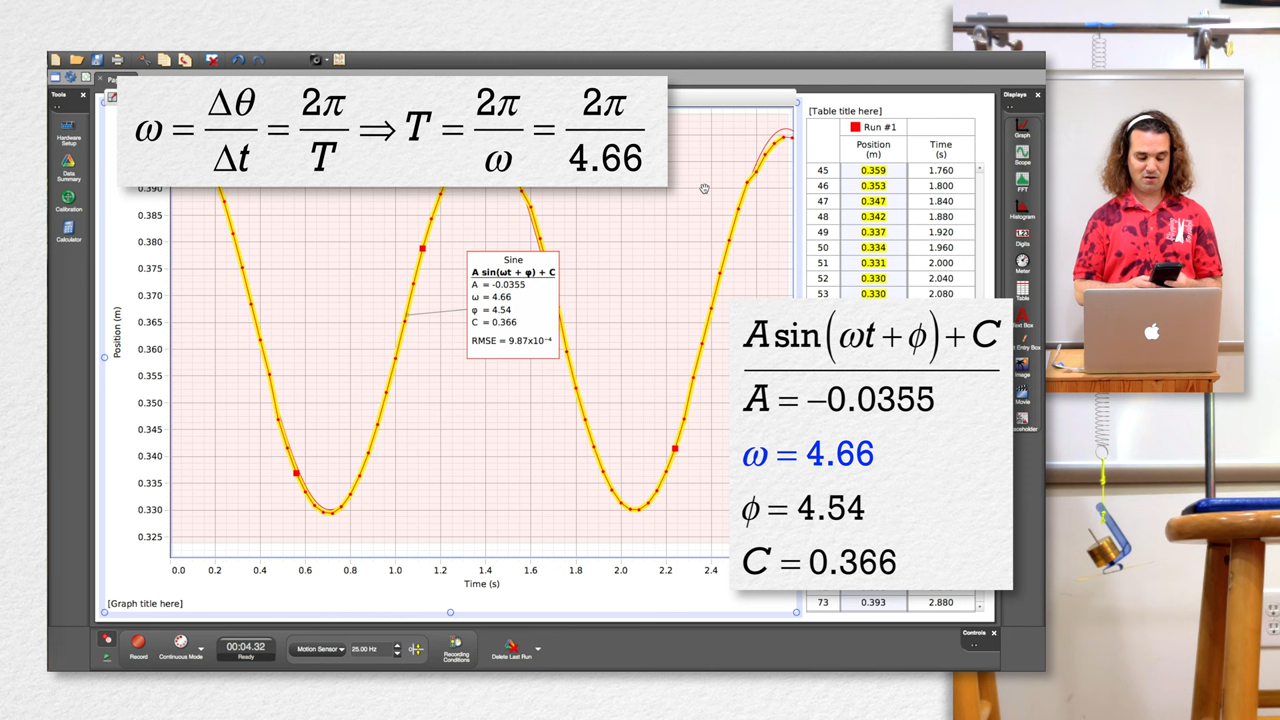 ω = Δθ/Δt = 2π/T ⇒ T = 2π/ω = 2π/4.66
Tools
Hardware Setup
Data Summary
Calibration
Calculator
0.390
0.385
0.380
0.375
0.370
0.365
0.360
0.355
0.350
0.345
0.340
0.335
0.330
0.325
Position (m)
0.0 0.2 0.4 0.6 0.8 1.0 1.2 1.4 1.6 1.8 2.0 2.2 2.4
Time (s)
[Graph title here]
Sine
A sin(ωt + φ) + C
A = -0.0355
ω = 4.66
φ = 4.54
C = 0.366
RMSE = 9.87x10⁻⁴
[Table title here]
Run #1
Position (m) Time (s)
45 0.359 1.760
46 0.353 1.800
47 0.347 1.840
48 0.342 1.880
49 0.337 1.920
50 0.334 1.960
51 0.331 2.000
52 0.330 2.040
53 0.330 2.080
73 0.393 2.880
A sin(ωt + ϕ) + C
A = −0.0355
ω = 4.66
ϕ = 4.54
C = 0.366
Displays
Graph
Scope
FFT
Histogram
Digits
Meter
Table
Text Box
Entry Box
Image
Movie
Controls
Record
Continuous Mode
00:04.32
Ready
Motion Sensor
25.00 Hz
Recording Conditions
Delete Last Run